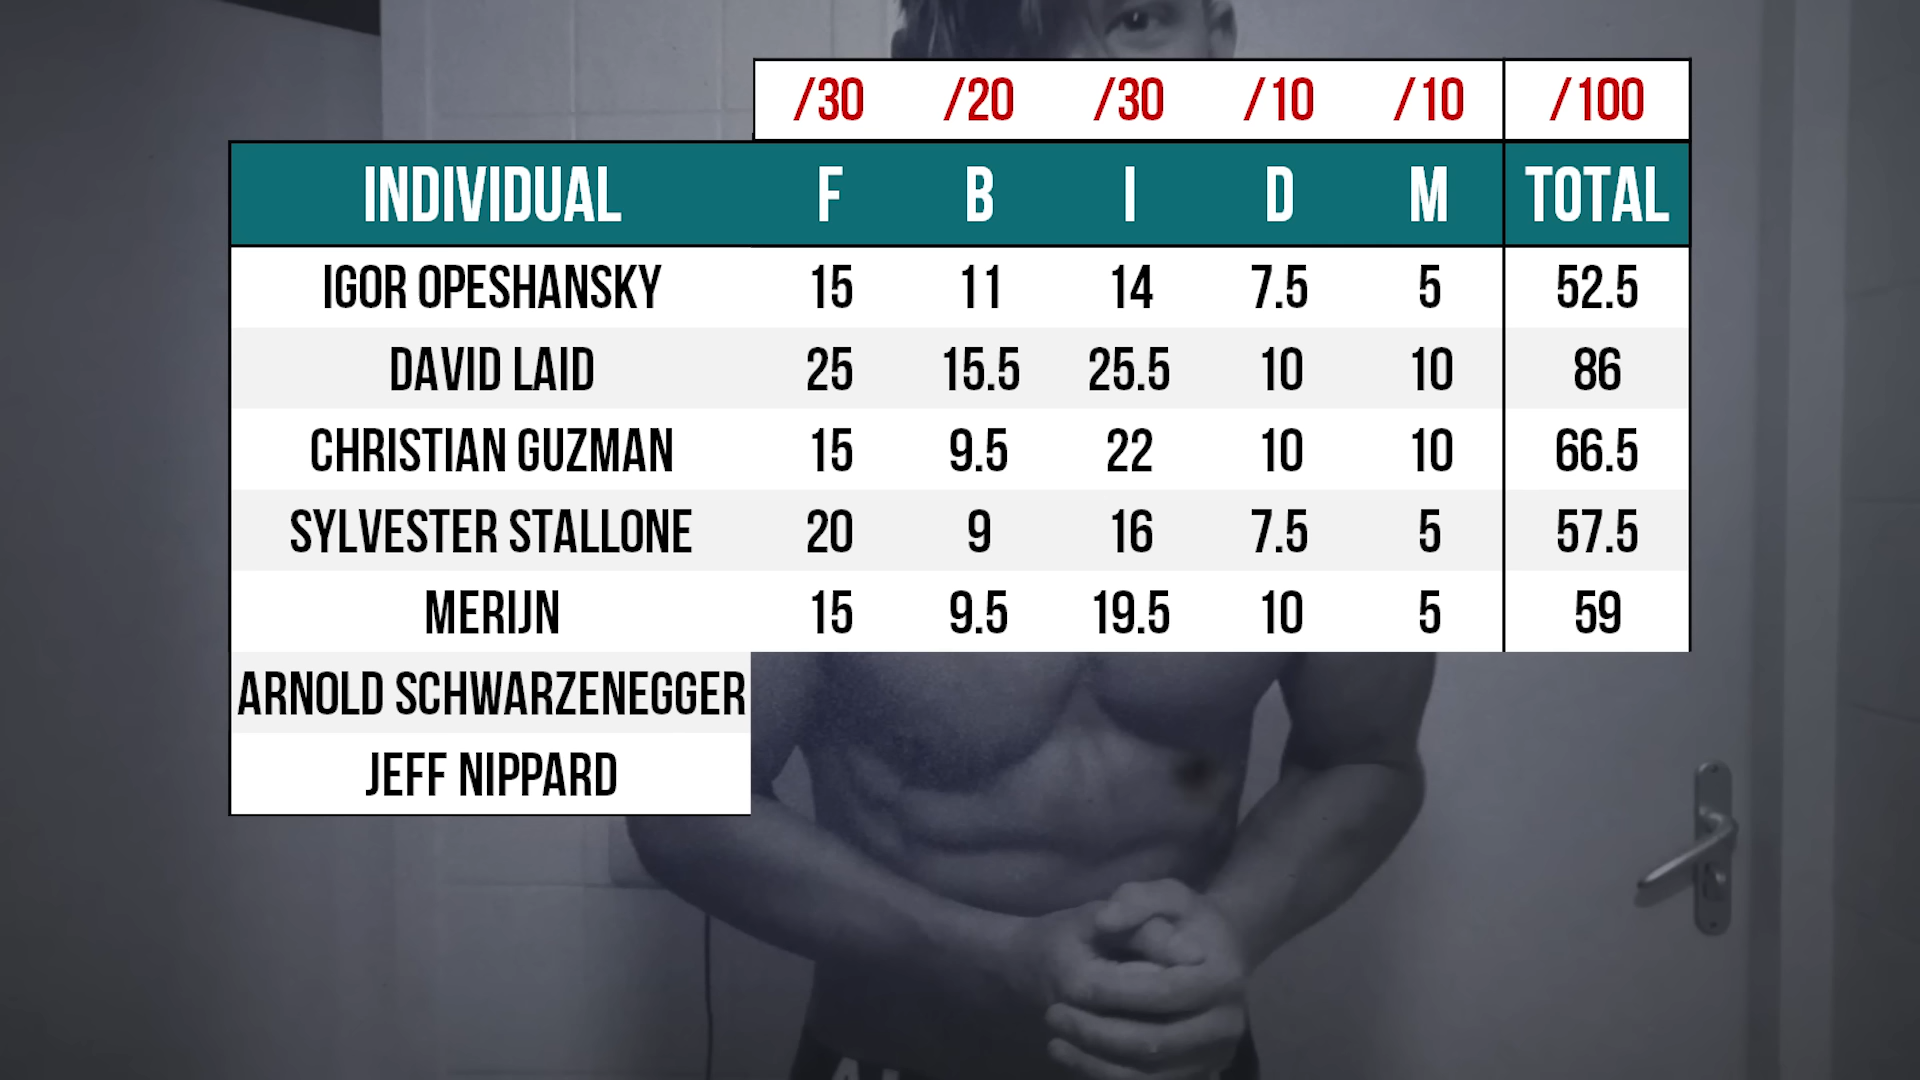 /30 /20 /30 /10 /10 /100
INDIVIDUAL F B I D M TOTAL
IGOR OPESHANSKY 15 11 14 7.5 5 52.5
DAVID LAID 25 15.5 25.5 10 10 86
CHRISTIAN GUZMAN 15 9.5 22 10 10 66.5
SYLVESTER STALLONE 20 9 16 7.5 5 57.5
MERIJN 15 9.5 19.5 10 5 59
ARNOLD SCHWARZENEGGER
JEFF NIPPARD